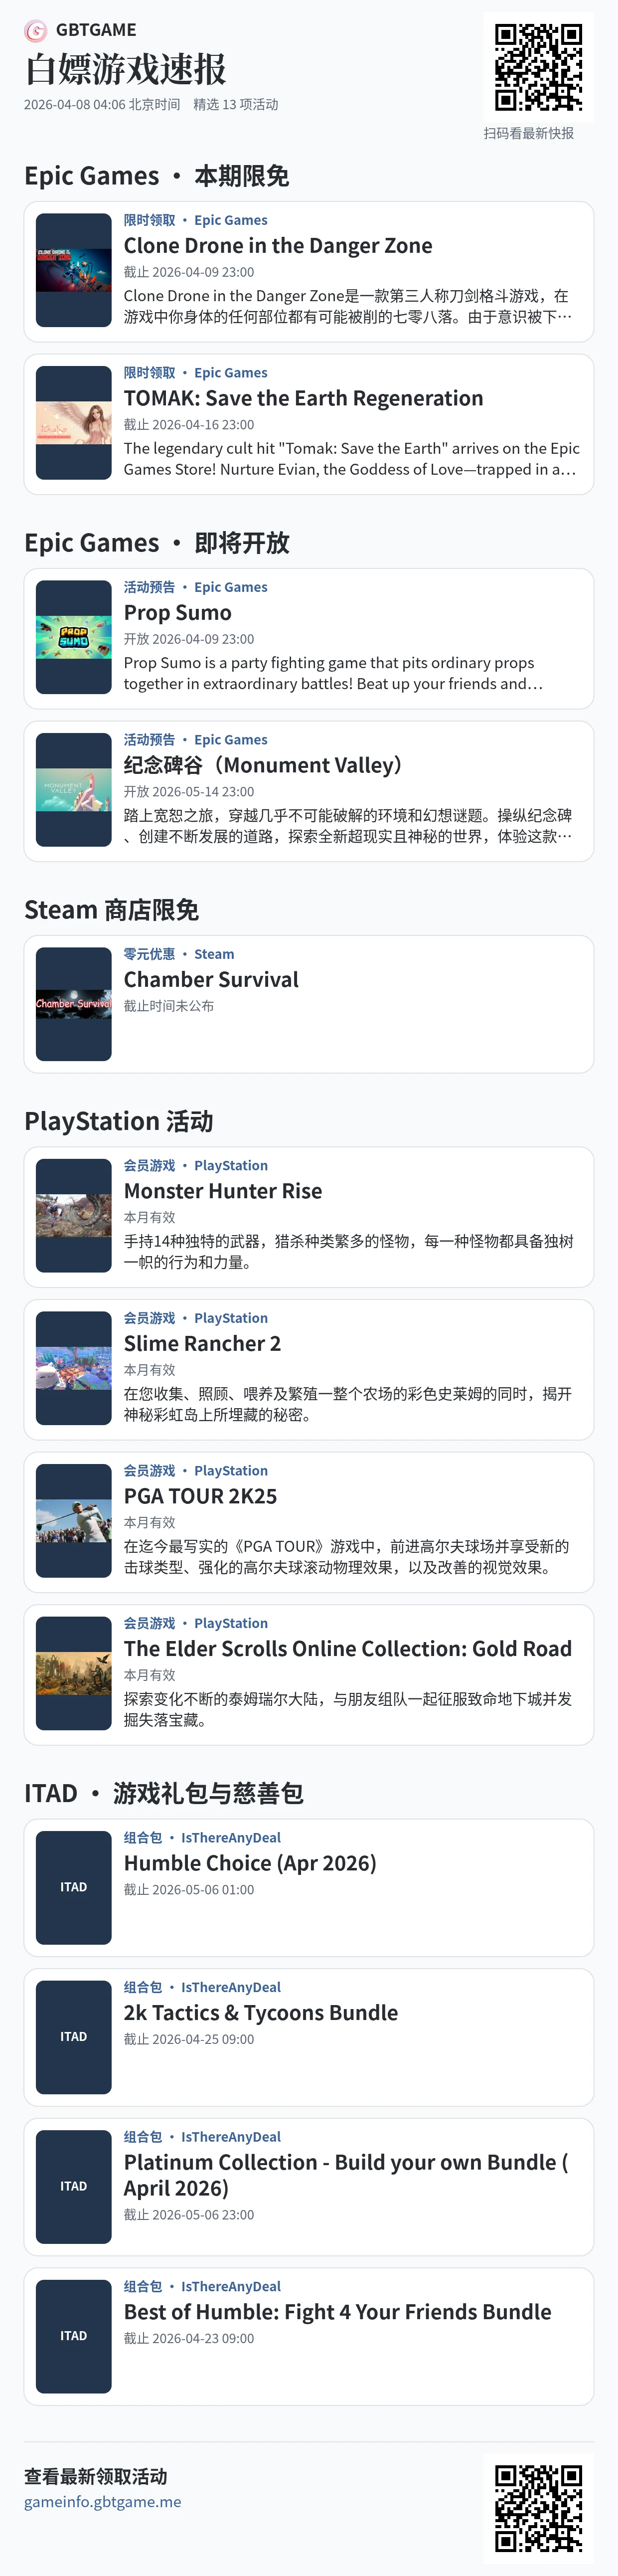 GBTGAME
白嫖游戏速报
2026-04-08 04:06 北京时间 精选 13 项活动
扫码看最新快报
Epic Games · 本期限免
限时领取 · Epic Games
Clone Drone in the Danger Zone
截止 2026-04-09 23:00
Clone Drone in the Danger Zone是一款第三人称刀剑格斗游戏，在
游戏中你身体的任何部位都有可能被削的七零八落。由于意识被下…
限时领取 · Epic Games
TOMAK: Save the Earth Regeneration
截止 2026-04-16 23:00
The legendary cult hit "Tomak: Save the Earth" arrives on the Epic
Games Store! Nurture Evian, the Goddess of Love—trapped in a…
Epic Games · 即将开放
活动预告 · Epic Games
PROP SUMO
Prop Sumo
开放 2026-04-09 23:00
Prop Sumo is a party fighting game that pits ordinary props
together in extraordinary battles! Beat up your friends and…
活动预告 · Epic Games
MONUMENT VALLEY
纪念碑谷（Monument Valley）
开放 2026-05-14 23:00
踏上宽恕之旅，穿越几乎不可能破解的环境和幻想谜题。操纵纪念碑
、创建不断发展的道路，探索全新超现实且神秘的世界，体验这款…
Steam 商店限免
零元优惠 · Steam
Chamber Survival
Chamber Survival
截止时间未公布
PlayStation 活动
会员游戏 · PlayStation
Monster Hunter Rise
本月有效
手持14种独特的武器，猎杀种类繁多的怪物，每一种怪物都具备独树
一帜的行为和力量。
会员游戏 · PlayStation
Slime Rancher 2
本月有效
在您收集、照顾、喂养及繁殖一整个农场的彩色史莱姆的同时，揭开
神秘彩虹岛上所埋藏的秘密。
会员游戏 · PlayStation
PGA TOUR 2K25
本月有效
在迄今最写实的《PGA TOUR》游戏中，前进高尔夫球场并享受新的
击球类型、强化的高尔夫球滚动物理效果，以及改善的视觉效果。
会员游戏 · PlayStation
The Elder Scrolls Online Collection: Gold Road
本月有效
探索变化不断的泰姆瑞尔大陆，与朋友组队一起征服致命地下城并发
掘失落宝藏。
ITAD · 游戏礼包与慈善包
组合包 · IsThereAnyDeal
ITAD
Humble Choice (Apr 2026)
截止 2026-05-06 01:00
组合包 · IsThereAnyDeal
ITAD
2k Tactics & Tycoons Bundle
截止 2026-04-25 09:00
组合包 · IsThereAnyDeal
ITAD
Platinum Collection - Build your own Bundle (
April 2026)
截止 2026-05-06 23:00
组合包 · IsThereAnyDeal
ITAD
Best of Humble: Fight 4 Your Friends Bundle
截止 2026-04-23 09:00
查看最新领取活动
gameinfo.gbtgame.me